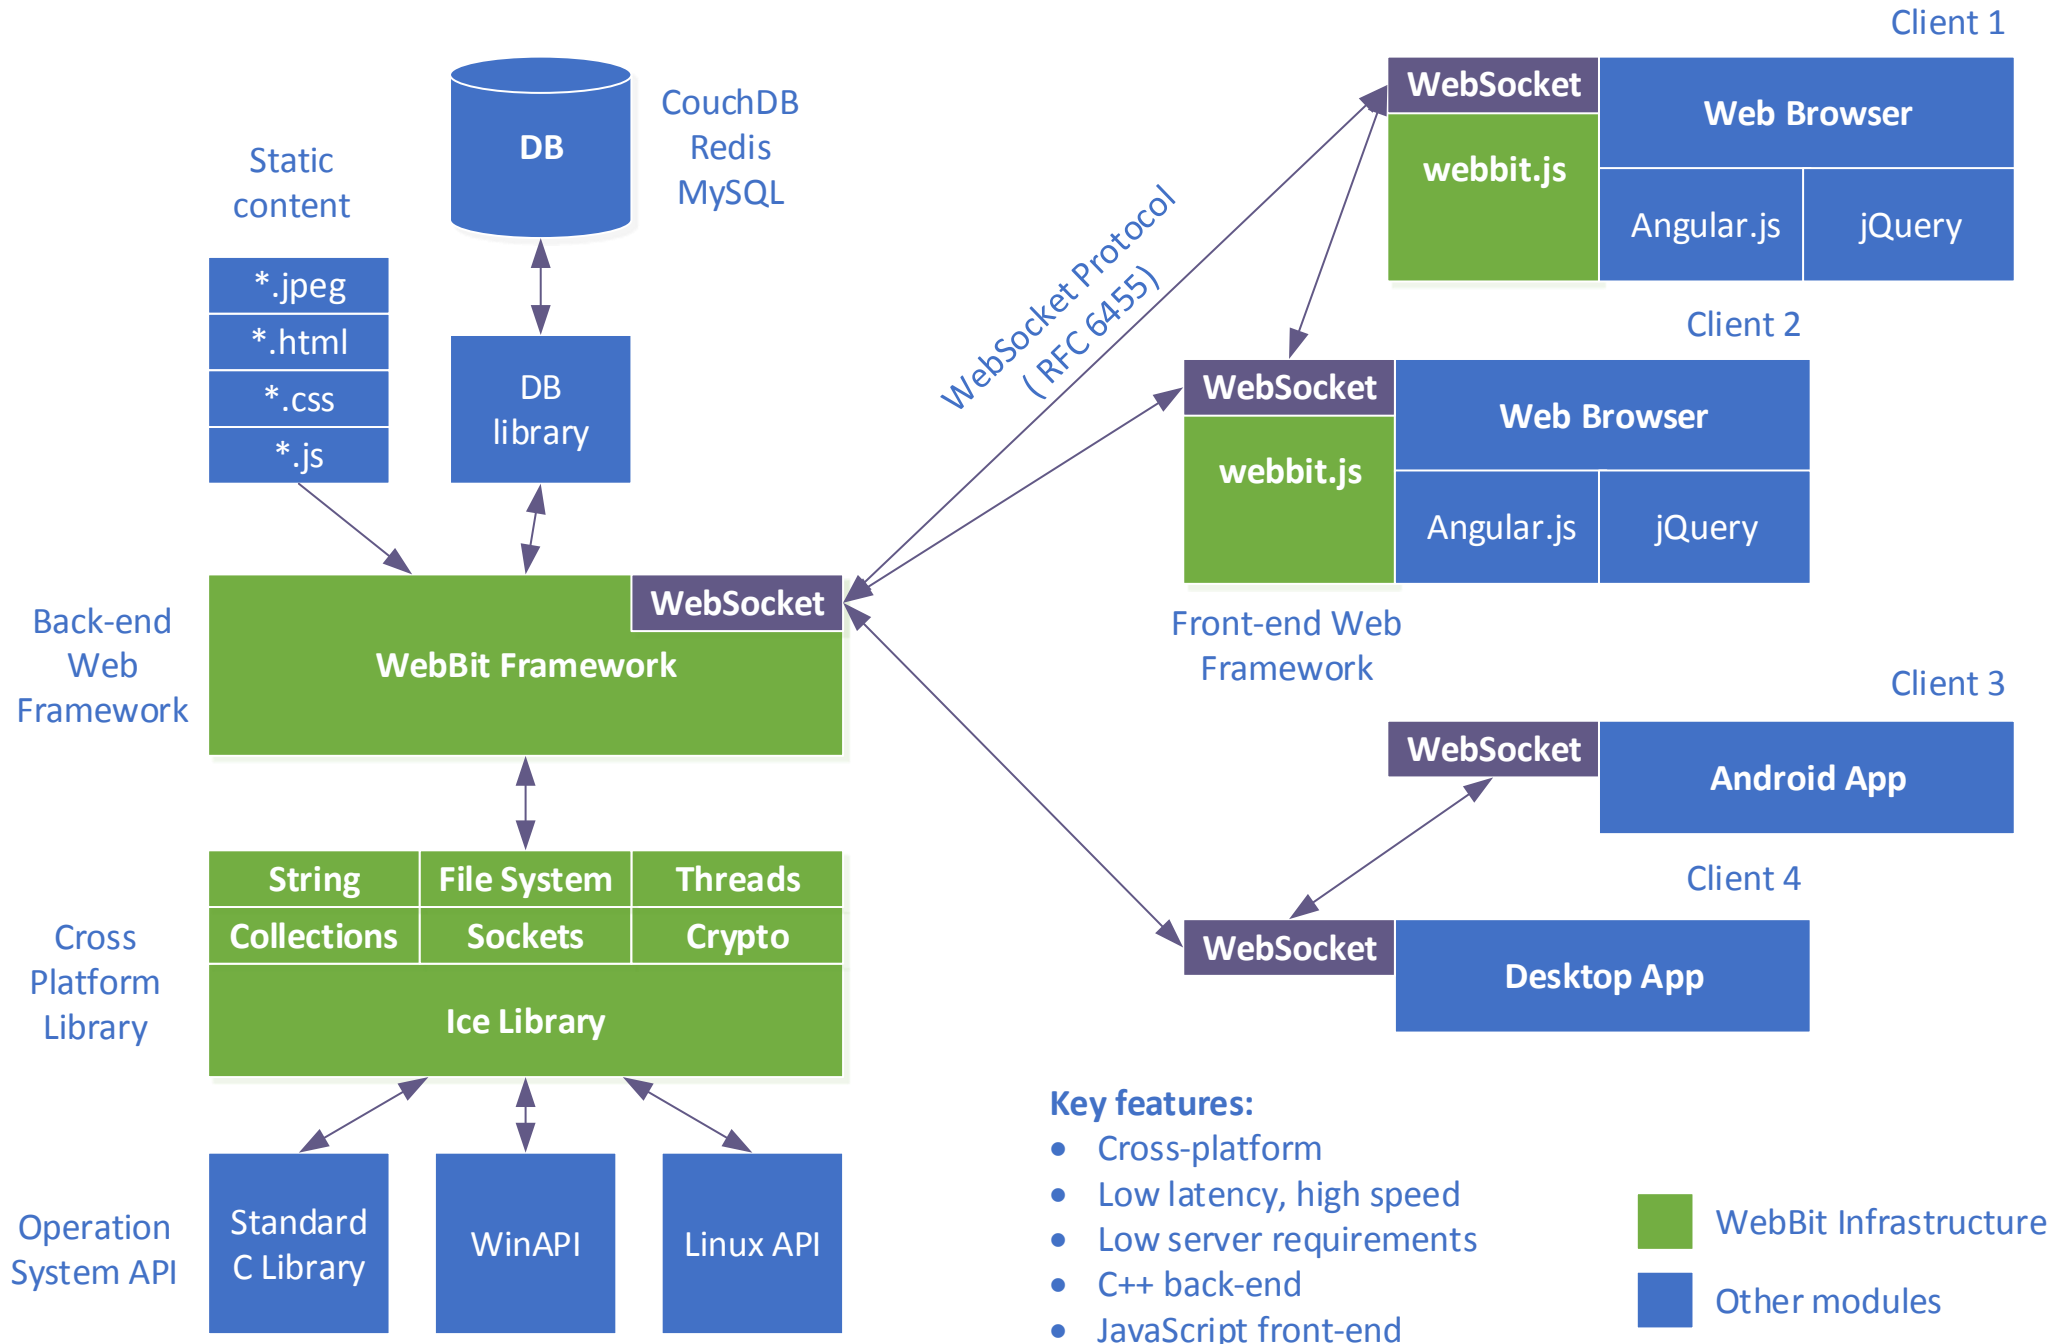 Client 1
WebSocket
Web Browser
webbit.js
Angular.js
jQuery
DB
CouchDB
Redis
MySQL
Static
content
*.jpeg
*.html
*.css
*.js
DB
library
WebSocket Protocol
( RFC 6455)
Client 2
WebSocket
Web Browser
webbit.js
Angular.js
jQuery
Front-end Web
Framework
Back-end
Web
Framework
WebSocket
WebBit Framework
Client 3
WebSocket
Android App
Client 4
WebSocket
Desktop App
Cross
Platform
Library
String
File System
Threads
Collections
Sockets
Crypto
Ice Library
Operation
System API
Standard
C Library
WinAPI
Linux API
Key features:
• Cross-platform
• Low latency, high speed
• Low server requirements
• C++ back-end
• JavaScript front-end
WebBit Infrastructure
Other modules